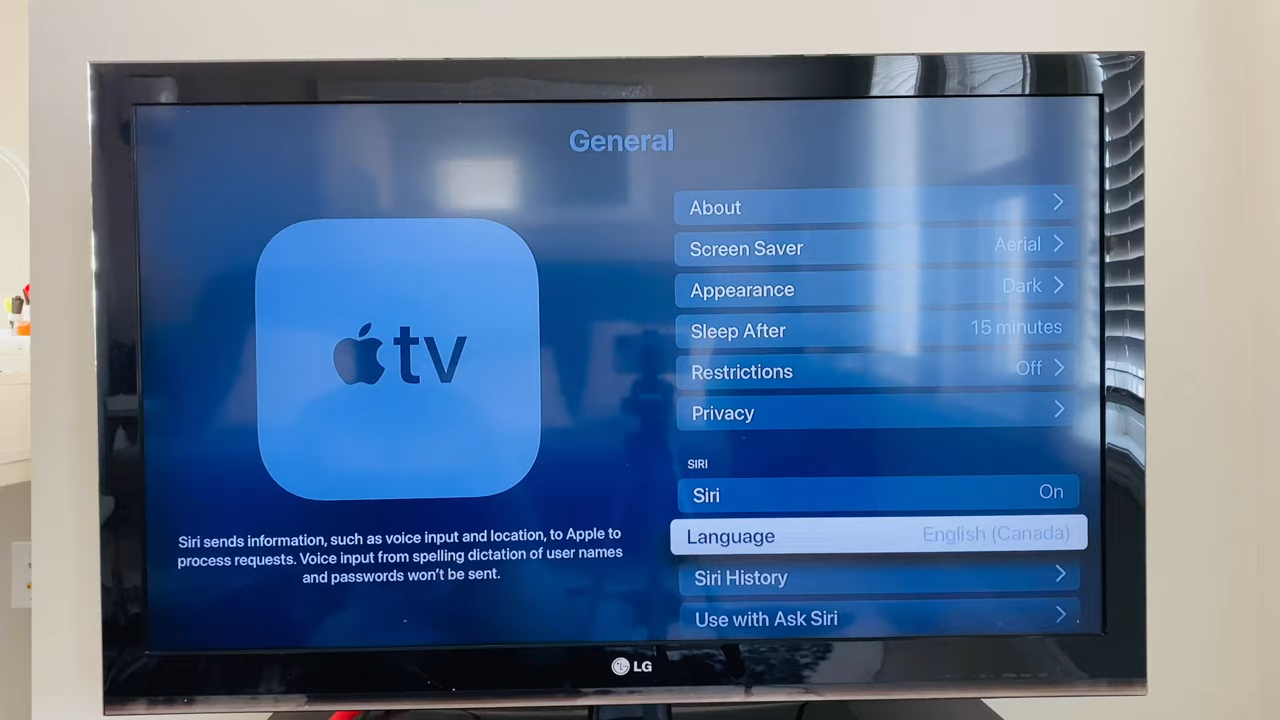 General
tv
Siri sends information, such as voice input and location, to Apple to
process requests. Voice input from spelling dictation of user names
and passwords won't be sent.
About
Screen Saver Aerial
Appearance Dark
Sleep After 15 minutes
Restrictions Off
Privacy
SIRI
Siri On
Language English (Canada)
Siri History
Use with Ask Siri
LG